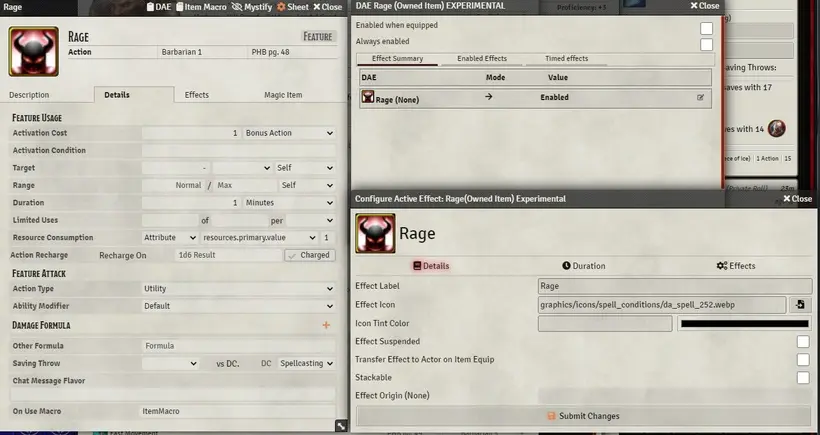 Rage
DAE Item Macro Mystify Sheet Close
Rage
FEATURE
Action Barbarian 1 PHB pg. 48
Description Details Effects Magic Item
FEATURE USAGE
Activation Cost 1 Bonus Action
Activation Condition
Target - Self
Range Normal / Max Self
Duration 1 Minutes
Limited Uses of per
Resource Consumption Attribute resources.primary.value 1
Action Recharge Recharge On 1d6 Result Charged
FEATURE ATTACK
Action Type Utility
Ability Modifier Default
DAMAGE FORMULA +
Other Formula Formula
Saving Throw vs DC. DC Spellcasting
Chat Message Flavor
On Use Macro ItemMacro
DAE Rage (Owned Item) EXPERIMENTAL Close
Enabled when equipped
Always enabled
Effect Summary Enabled Effects Timed effects
DAE Mode Value
Rage (None) → Enabled
Proficiency: +3
aving Throws:
aves with 17
ves with 14
ece of Ice) 1 Action 15
(Private Roll) 25m
Configure Active Effect: Rage(Owned Item) Experimental Close
Rage
Details Duration Effects
Effect Label Rage
Effect Icon graphics/icons/spell_conditions/da_spell_252.webp
Icon Tint Color
Effect Suspended
Transfer Effect to Actor on Item Equip
Stackable
Effect Origin (None)
Submit Changes
Fast Movement